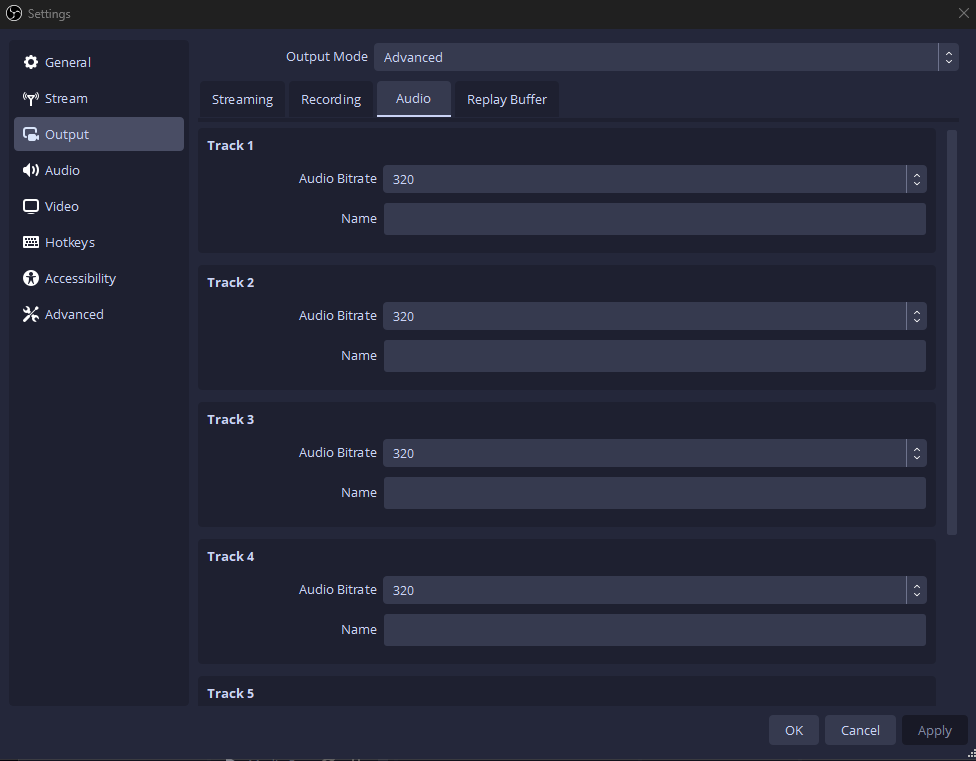 Settings
General
Stream
Output
Audio
Video
Hotkeys
Accessibility
Advanced
Output Mode Advanced
Streaming Recording Audio Replay Buffer
Track 1
Audio Bitrate 320
Name
Track 2
Audio Bitrate 320
Name
Track 3
Audio Bitrate 320
Name
Track 4
Audio Bitrate 320
Name
Track 5
OK Cancel Apply